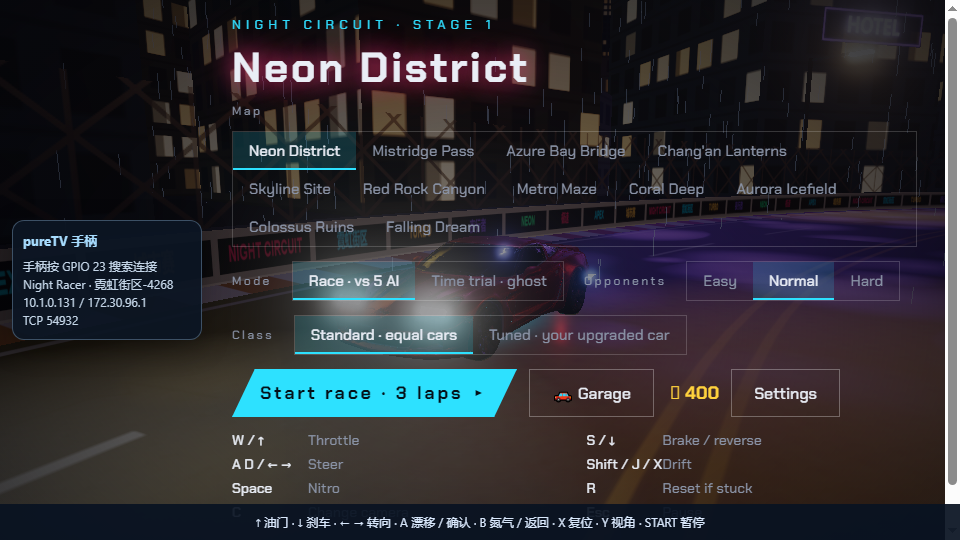 NIGHT CIRCUIT · STAGE 1
HOTEL
Neon District
Map
Neon District Mistridge Pass Azure Bay Bridge Chang'an Lanterns
Skyline Site Red Rock Canyon Metro Maze Coral Deep Aurora Icefield
Colossus Ruins Falling Dream
NIGHT CIRCUIT
NEON
pureTV 手柄
手柄按 GPIO 23 搜索连接
Night Racer · 霓虹街区-4268
10.1.0.131 / 172.30.96.1
TCP 54932
Mode Race · vs 5 AI Time trial · ghost Opponents Easy Normal Hard
Class Standard · equal cars Tuned · your upgraded car
Start race · 3 laps ▸ Garage 400 Settings
W / ↑ Throttle S / ↓ Brake / reverse
A D / ← → Steer Shift / J / X Drift
Space Nitro R Reset if stuck
↑ 油门 · ↓ 刹车 · ← → 转向 · A 漂移 / 确认 · B 氮气 / 返回 · X 复位 · Y 视角 · START 暂停